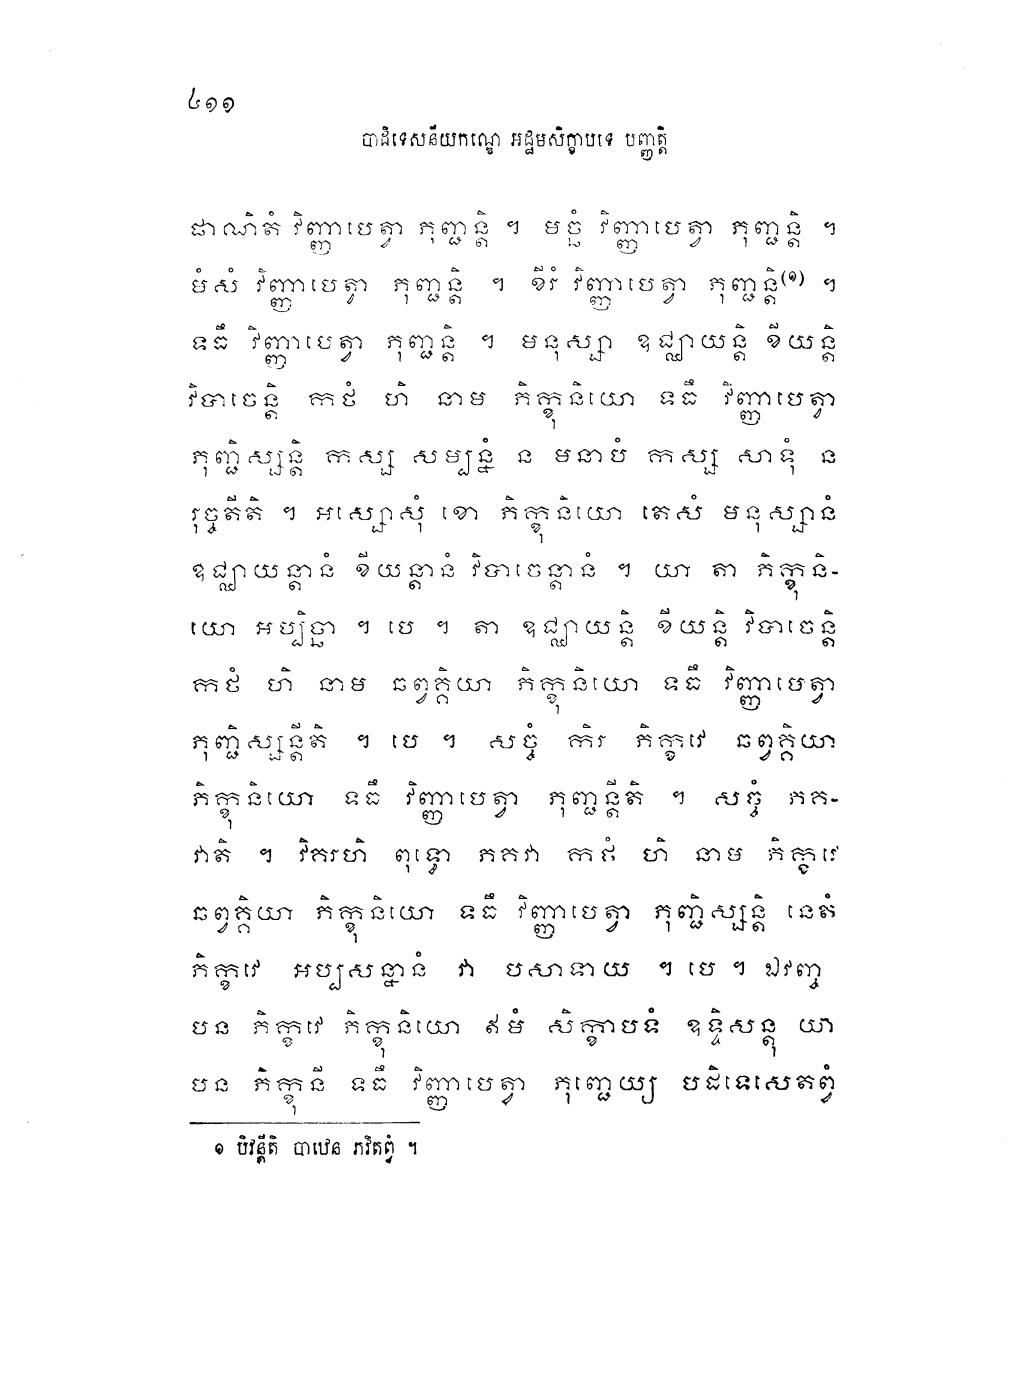 ៤១១
បាដិទេសនីយកណ្ឌេ អដ្ឋមសិក្ខាបទេ បញ្ញត្តិ
ផាណិតំ វិញ្ញាបេត្វា ភុញ្ជន្តិ ។ មច្ឆំ វិញ្ញាបេត្វា ភុញ្ជន្តិ ។
មំសំ វិញ្ញាបេត្វា ភុញ្ជន្តិ ។ ខីរំ វិញ្ញាបេត្វា ភុញ្ជន្តិ(១) ។
ទធឹ វិញ្ញាបេត្វា ភុញ្ជន្តិ ។ មនុស្សា ឧជ្ឈាយន្តិ ខីយន្តិ
វិបាចេន្តិ កថំ ហិ នាម ភិក្ខុនិយោ ទធឹ វិញ្ញាបេត្វា
ភុញ្ជិស្សន្តិ កស្ស សម្បន្នំ ន មនាបំ កស្ស សាទុំ ន
រុច្ចតីតិ ។ អស្សោសុំ ខោ ភិក្ខុនិយោ តេសំ មនុស្សានំ
ឧជ្ឈាយន្តានំ ខីយន្តានំ វិបាចេន្តានំ ។ យា តា ភិក្ខុនិ-
យោ អប្បិច្ឆា ។ បេ ។ តា ឧជ្ឈាយន្តិ ខីយន្តិ វិបាចេន្តិ
កថំ ហិ នាម ឆព្វគ្គិយា ភិក្ខុនិយោ ទធឹ វិញ្ញាបេត្វា
ភុញ្ជិស្សន្តីតិ ។ បេ ។ សច្ចំ កិរ ភិក្ខវេ ឆព្វគ្គិយា
ភិក្ខុនិយោ ទធឹ វិញ្ញាបេត្វា ភុញ្ជន្តីតិ ។ សច្ចំ ភគ-
វាតិ ។ វិគរហិ ពុទ្ធោ ភគវា កថំ ហិ នាម ភិក្ខវេ
ឆព្វគ្គិយា ភិក្ខុនិយោ ទធឹ វិញ្ញាបេត្វា ភុញ្ជិស្សន្តិ នេតំ
ភិក្ខវេ អប្បសន្នានំ វា បសាទាយ ។ បេ ។ ឯវញ្ច
បន ភិក្ខវេ ភិក្ខុនិយោ ឥមំ សិក្ខាបទំ ឧទ្ទិសន្តុ យា
បន ភិក្ខុនី ទធឹ វិញ្ញាបេត្វា ភុញ្ជេយ្យ បដិទេសេតព្វំ
១ បិវន្តីតិ បាឋេន ភវិតព្វំ ។